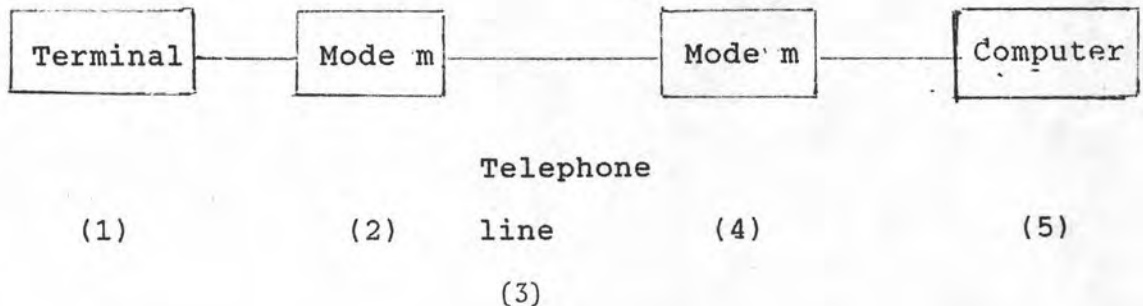 Terminal Mode m Mode m Computer
Telephone
(1) (2) line (4) (5)
(3)